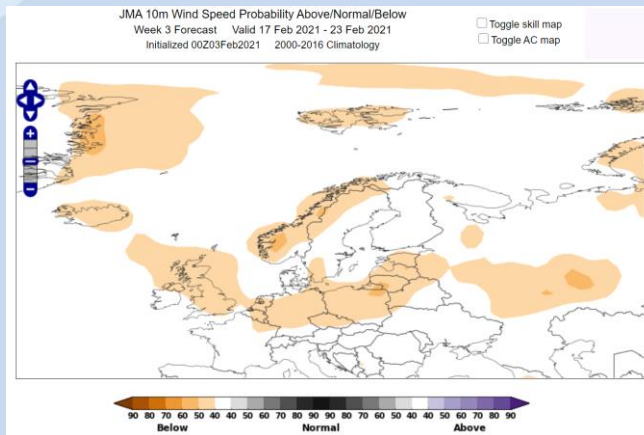 JMA 10m Wind Speed Probability Above/Normal/Below
Week 3 Forecast Valid 17 Feb 2021 - 23 Feb 2021
Initialized 00Z03Feb2021 2000-2016 Climatology
Toggle skill map
Toggle AC map
90 80 70 60 50 40 40 50 60 70 80 90 90 80 70 60 50 40 40 50 60 70 80 90
Below Normal Above